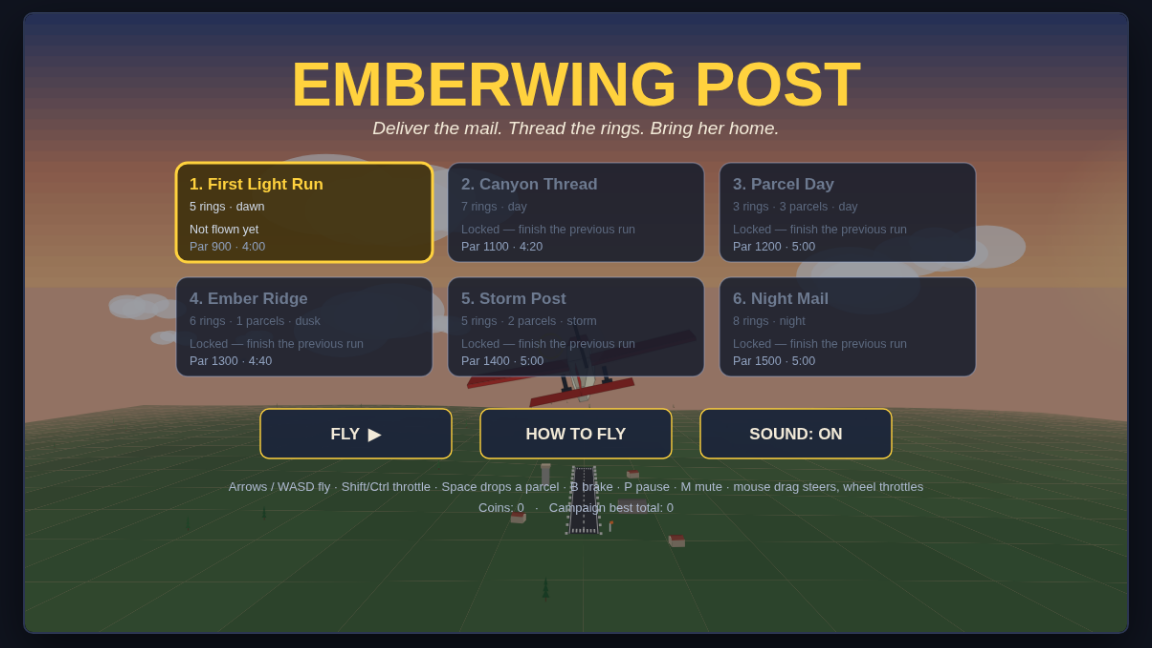 EMBERWING POST
Deliver the mail. Thread the rings. Bring her home.
1. First Light Run
5 rings · dawn
Not flown yet
Par 900 · 4:00
2. Canyon Thread
7 rings · day
Locked — finish the previous run
Par 1100 · 4:20
3. Parcel Day
3 rings · 3 parcels · day
Locked — finish the previous run
Par 1200 · 5:00
4. Ember Ridge
6 rings · 1 parcels · dusk
Locked — finish the previous run
Par 1300 · 4:40
5. Storm Post
5 rings · 2 parcels · storm
Locked — finish the previous run
Par 1400 · 5:00
6. Night Mail
8 rings · night
Locked — finish the previous run
Par 1500 · 5:00
FLY ▶
HOW TO FLY
SOUND: ON
Arrows / WASD fly · Shift/Ctrl throttle · Space drops a parcel · B brake · P pause · M mute · mouse drag steers, wheel throttles
Coins: 0 · Campaign best total: 0